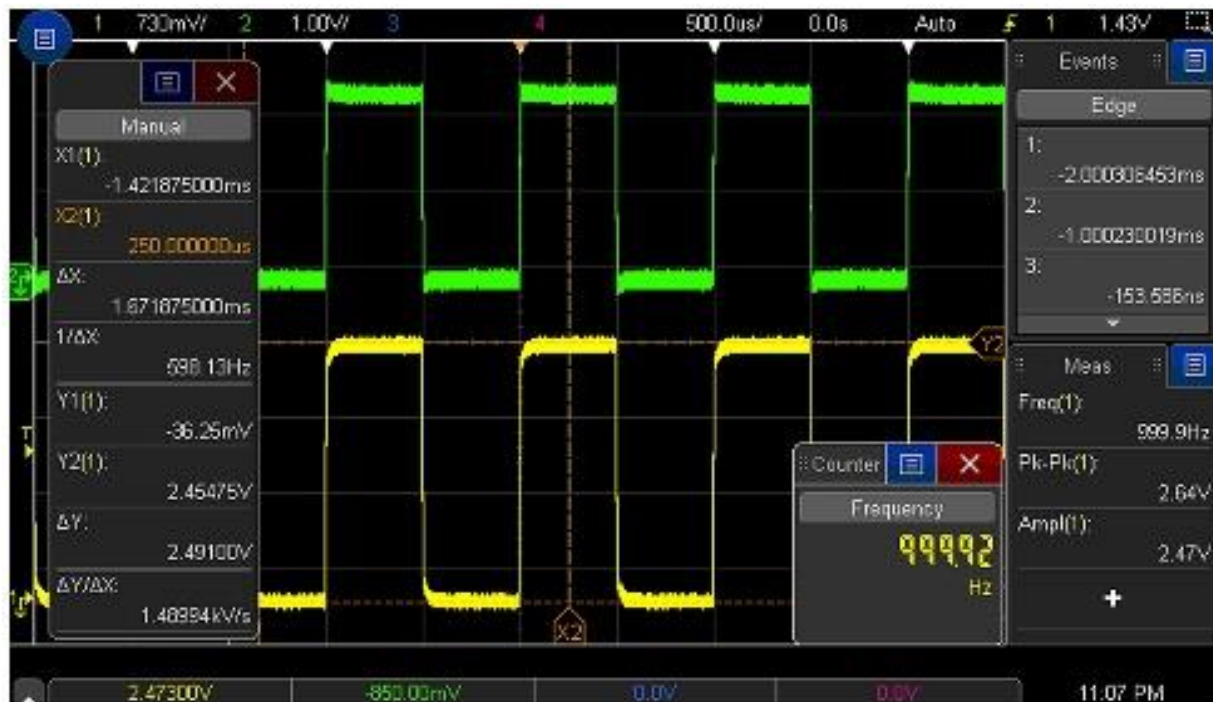 1 730mV/ 2 1.00V/ 3 4 500.0us/ 0.0s Auto 1 1.43V
Manual
X1(1):
-1.421875000ms
X2(1):
250.000000us
ΔX:
1.671875000ms
1/ΔX:
598.13Hz
Y1(1):
-36.25mV
Y2(1):
2.45475V
ΔY:
2.49100V
ΔY/ΔX:
1.48994kV/s
2
T
1
Y2
X2
Counter
Frequency
999.92
Hz
Events
Edge
1:
-2.000306453ms
2:
-1.000230019ms
3:
-153.586ns
Meas
Freq(1):
999.9Hz
Pk-Pk(1):
2.64V
Ampl(1):
2.47V
+
2.47300V -850.00mV 0.0V 0.0V 11:07 PM